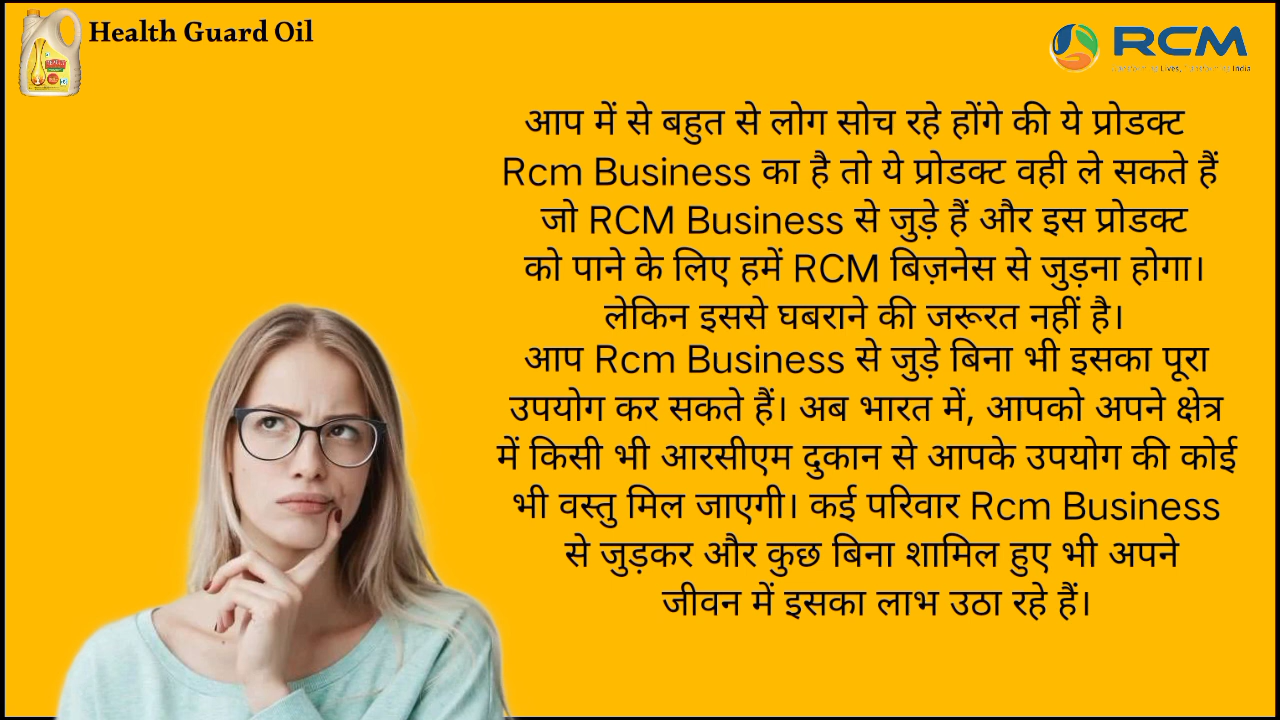 Health Guard Oil
RCM
आप में से बहुत से लोग सोच रहे होंगे की ये प्रोडक्ट
Rcm Business का है तो ये प्रोडक्ट वही ले सकते हैं
जो RCM Business से जुड़े हैं और इस प्रोडक्ट
को पाने के लिए हमें RCM बिज़नेस से जुड़ना होगा।
लेकिन इससे घबराने की जरूरत नहीं है।
आप Rcm Business से जुड़े बिना भी इसका पूरा
उपयोग कर सकते हैं। अब भारत में, आपको अपने क्षेत्र
में किसी भी आरसीएम दुकान से आपके उपयोग की कोई
भी वस्तु मिल जाएगी। कई परिवार Rcm Business
से जुड़कर और कुछ बिना शामिल हुए भी अपने
जीवन में इसका लाभ उठा रहे हैं।